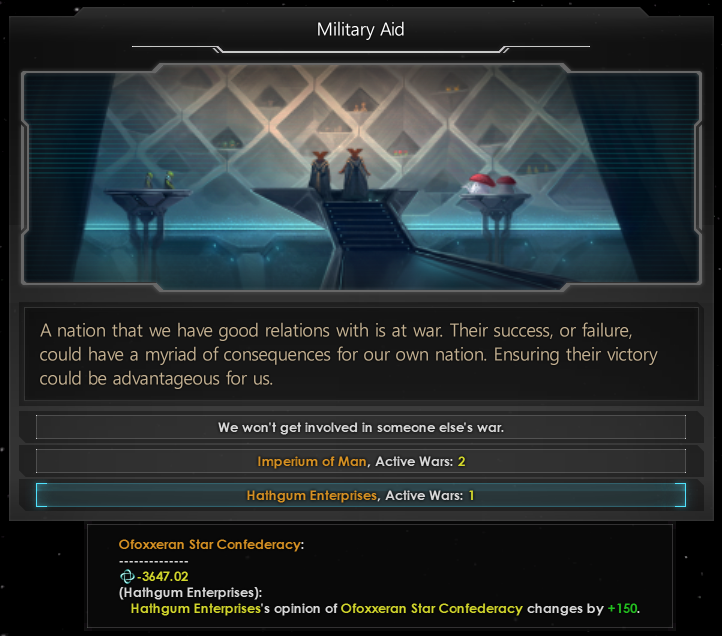 Military Aid
A nation that we have good relations with is at war. Their success, or failure,
could have a myriad of consequences for our own nation. Ensuring their victory
could be advantageous for us.
We won't get involved in someone else's war.
Imperium of Man, Active Wars: 2
Hathgum Enterprises, Active Wars: 1
Ofoxxeran Star Confederacy:
--------------
-3647.02
(Hathgum Enterprises):
Hathgum Enterprises's opinion of Ofoxxeran Star Confederacy changes by +150.